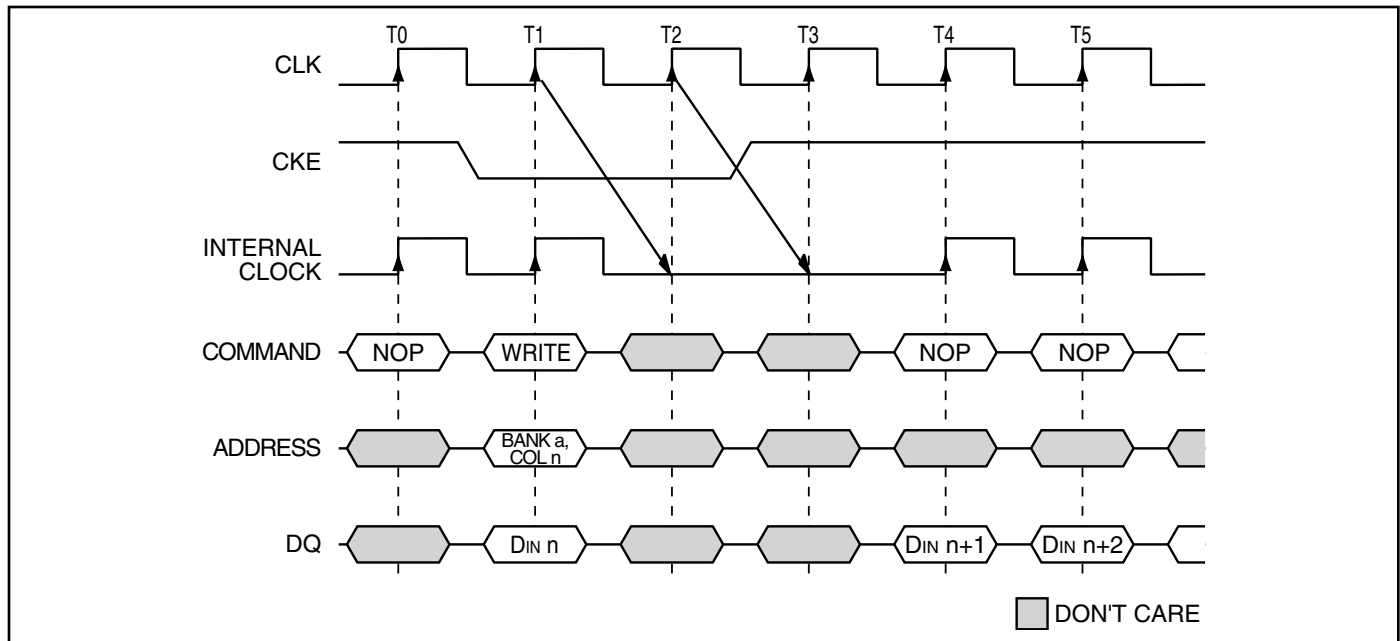 T0 T1 T2 T3 T4 T5
CLK
CKE
INTERNAL
CLOCK
COMMAND NOP WRITE NOP NOP
ADDRESS BANK a,
COL n
DQ DIN n DIN n+1 DIN n+2
DON'T CARE